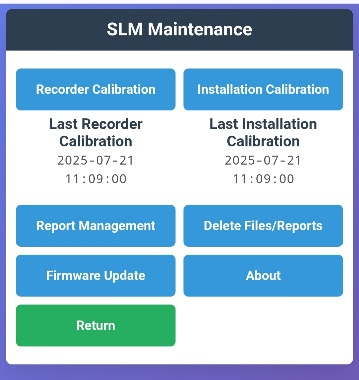 SLM Maintenance
Recorder Calibration
Installation Calibration
Last Recorder
Calibration
2025-07-21
11:09:00
Last Installation
Calibration
2025-07-21
11:09:00
Report Management
Delete Files/Reports
Firmware Update
About
Return